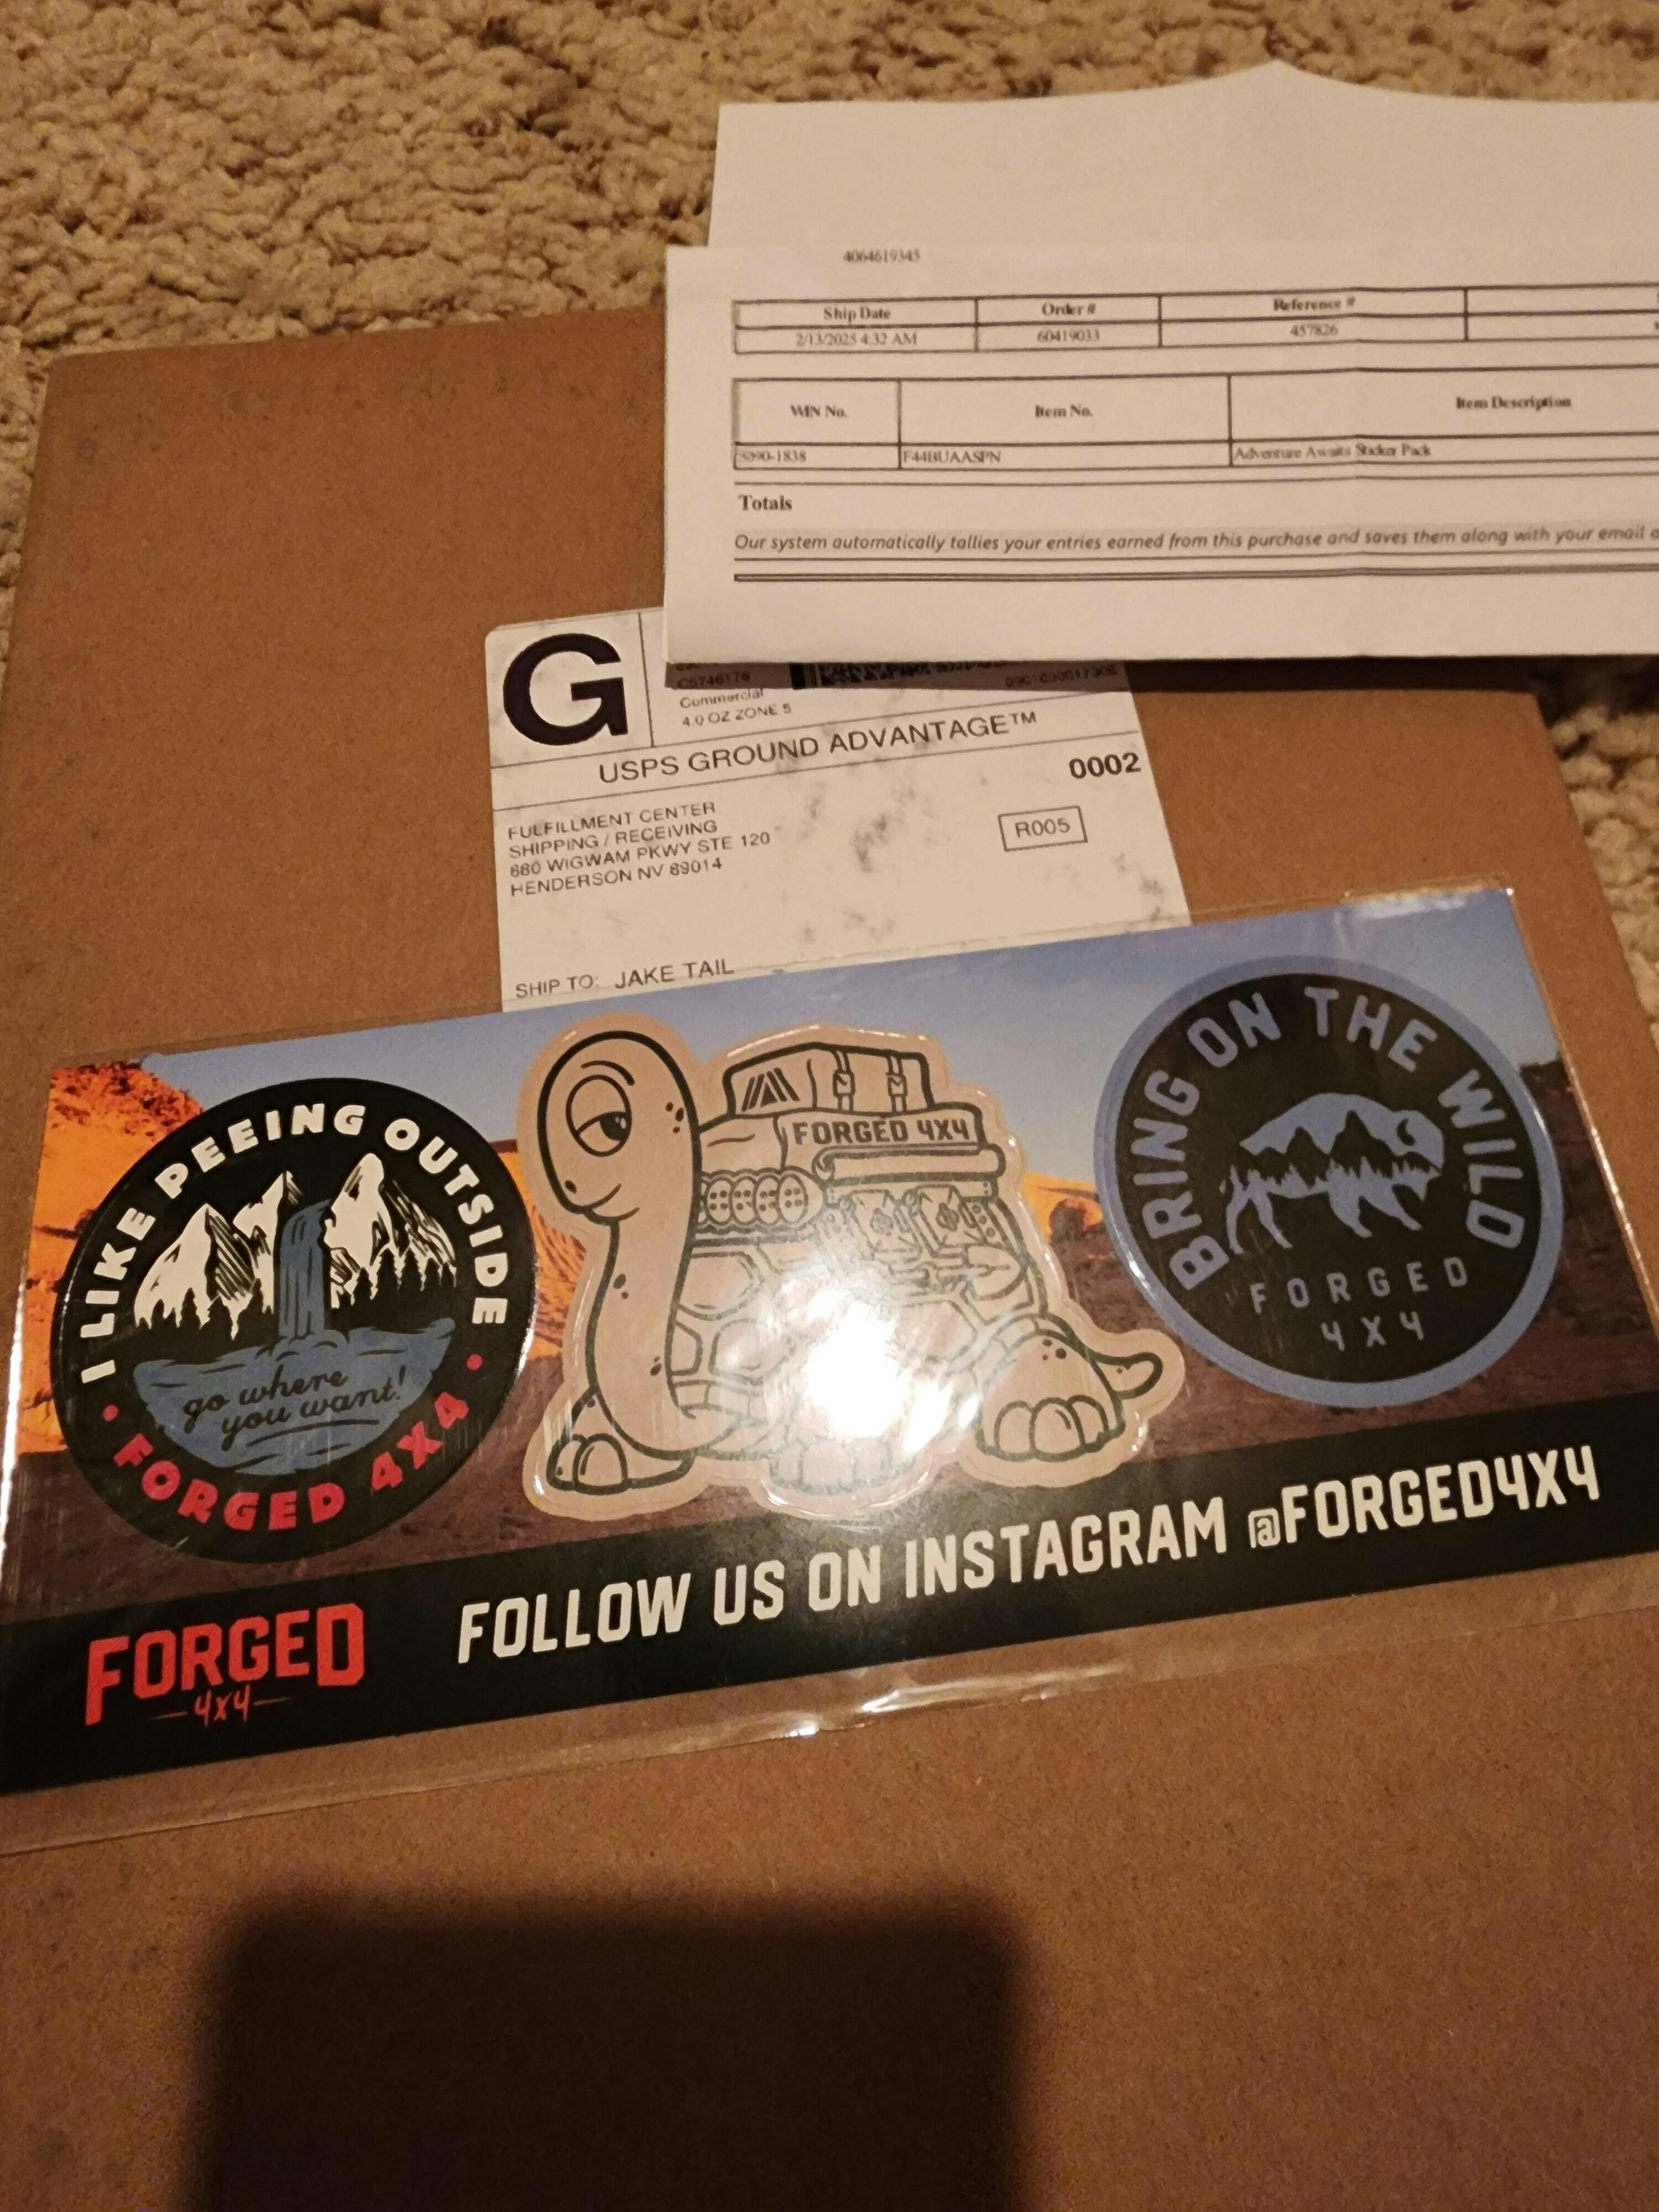 4064619345
Ship Date Order # Reference #
2/13/2025 4:32 AM 60419033 457826
WIN No. Item No. Item Description
5090-1838 F44BUAASPN Adventure Awaits Sticker Pack
Totals
Our system automatically tallies your entries earned from this purchase and saves them along with your email
G
C5746176
Commercial
4.0 OZ ZONE 5
USPS GROUND ADVANTAGE™
0002
FULFILLMENT CENTER
SHIPPING / RECEIVING
680 WIGWAM PKWY STE 120
HENDERSON NV 89014
R005
SHIP TO: JAKE TAIL
I LIKE PEEING OUTSIDE
go where
you want!
• FORGED 4X4 •
FORGED 4X4
BRING ON THE WILD
FORGED
4X4
FORGED
4X4
FOLLOW US ON INSTAGRAM @FORGED4X4